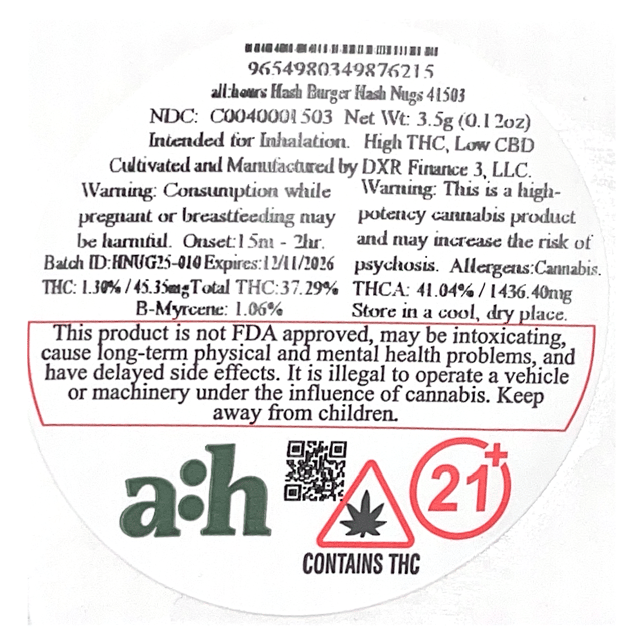 9654980349876215
all:hours Hash Burger Hash Nugs 41503
NDC: C0040001503 Net Wt: 3.5g (0.12oz)
Intended for Inhalation. High THC, Low CBD
Cultivated and Manufactured by DXR Finance 3, LLC.
Warning: Consumption while
pregnant or breastfeeding may
be harmful. Onset:15m - 2hr.
Batch ID:HNUG25-010 Expires:12/11/2026
THC: 1.30% / 45.35mg Total THC:37.29%
B-Myrcene: 1.06%
Warning: This is a high-
potency cannabis product
and may increase the risk of
psychosis. Allergens:Cannabis.
THCA: 41.04% / 1436.40mg
Store in a cool, dry place.
This product is not FDA approved, may be intoxicating,
cause long-term physical and mental health problems, and
have delayed side effects. It is illegal to operate a vehicle
or machinery under the influence of cannabis. Keep
away from children.
a:h
21+
CONTAINS THC